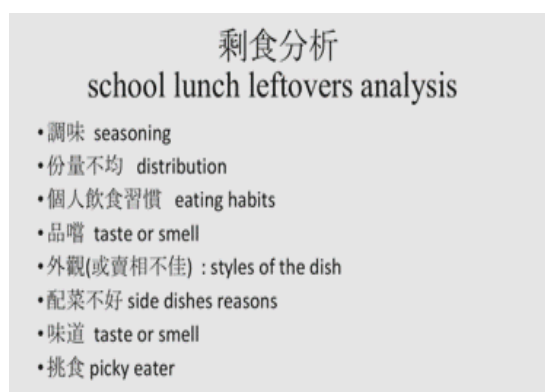 剩食分析
school lunch leftovers analysis
•調味 seasoning
•份量不均 distribution
•個人飲食習慣 eating habits
•品嚐 taste or smell
•外觀(或賣相不佳) : styles of the dish
•配菜不好 side dishes reasons
•味道 taste or smell
•挑食 picky eater